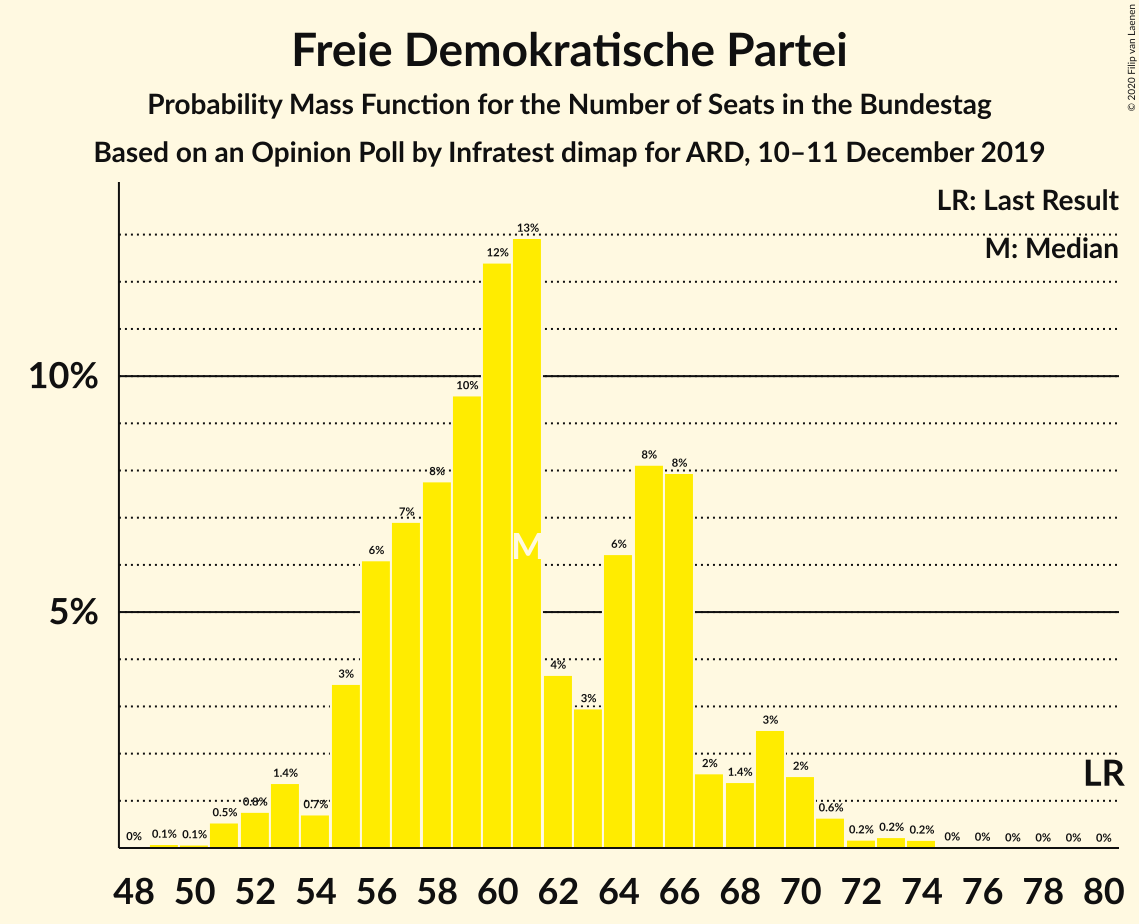 © 2020 Filip van Laenen
Freie Demokratische Partei
Probability Mass Function for the Number of Seats in the Bundestag
Based on an Opinion Poll by Infratest dimap for ARD, 10–11 December 2019
LR: Last Result
M: Median
10%
5%
0% 0.1% 0.1% 0.5% 0.8% 1.4% 0.7% 3% 6% 7% 8% 10% 12% 13% 4% 3% 6% 8% 8% 2% 1.4% 3% 2% 0.6% 0.2% 0.2% 0.2% 0% 0% 0% 0% 0% 0%
M
LR
48 50 52 54 56 58 60 62 64 66 68 70 72 74 76 78 80